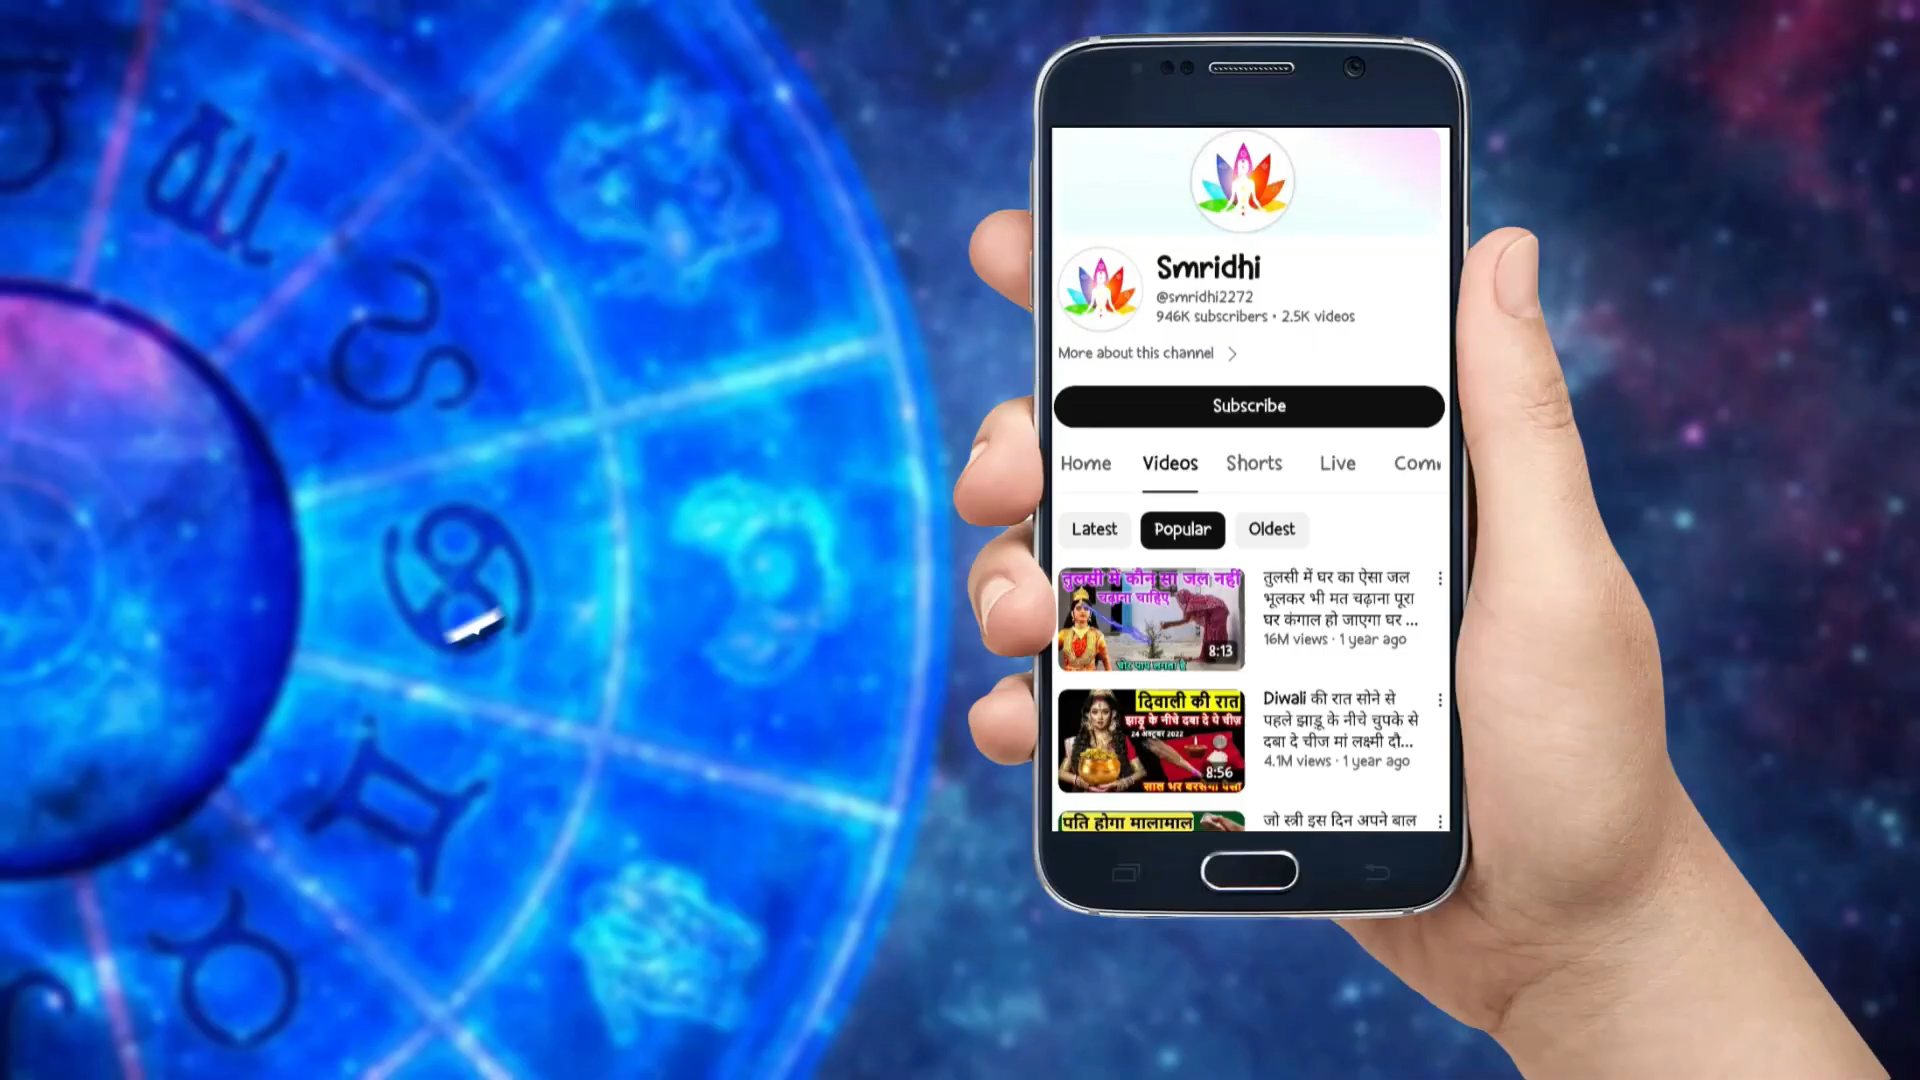 Smridhi
@smridhi2272
946K subscribers • 2.5K videos
More about this channel
Subscribe
Home Videos Shorts Live
Latest Popular Oldest
तुलसी में कौन सा जल नहीं
चढ़ाना चाहिए
8:13
तुलसी में घर का ऐसा जल
भूलकर भी मत चढ़ाना पूरा
घर कंगाल हो जाएगा घर ...
16M views · 1 year ago
दिवाली की रात
झाड़ू के नीचे दबा दे ये चीज़
24 अक्टूबर 2022
8:56
साल भर बरसेगा पैसा
Diwali की रात सोने से
पहले झाड़ू के नीचे चुपके से
दबा दे चीज मां लक्ष्मी दौ...
4.1M views · 1 year ago
पति होगा मालामाल
जो स्त्री इस दिन अपने बाल